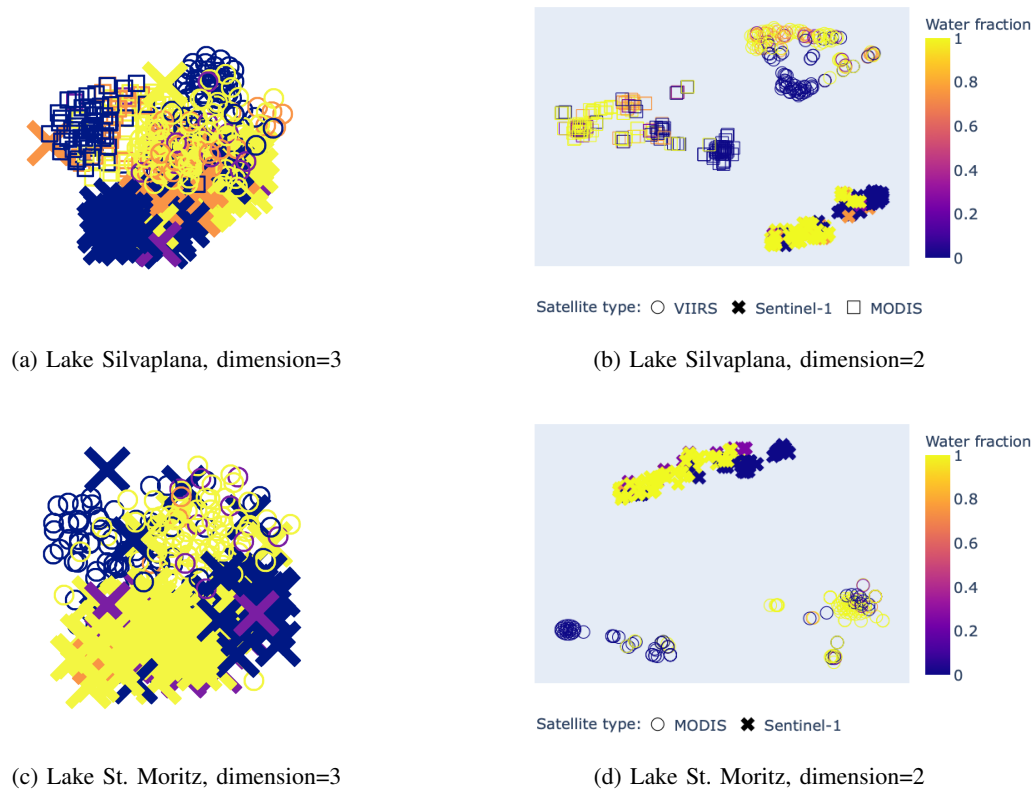 Water fraction
1
0.8
0.6
0.4
0.2
0
Satellite type: VIIRS Sentinel-1 MODIS
(a) Lake Silvaplana, dimension=3
(b) Lake Silvaplana, dimension=2
Water fraction
1
0.8
0.6
0.4
0.2
0
Satellite type: MODIS Sentinel-1
(c) Lake St. Moritz, dimension=3
(d) Lake St. Moritz, dimension=2